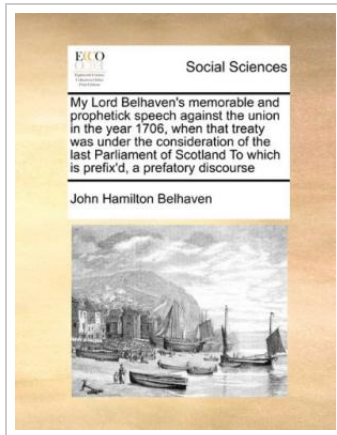 ECCO
Social Sciences
My Lord Belhaven's memorable and
prophetick speech against the union
in the year 1706, when that treaty
was under the consideration of the
last Parliament of Scotland To which
is prefix'd, a prefatory discourse
John Hamilton Belhaven